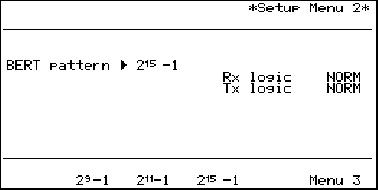 *Setup Menu 2*
BERT pattern ▶ 2¹⁵ -1
Rx logic NORM
Tx logic NORM
2⁹-1 2¹¹-1 2¹⁵ -1 Menu 3